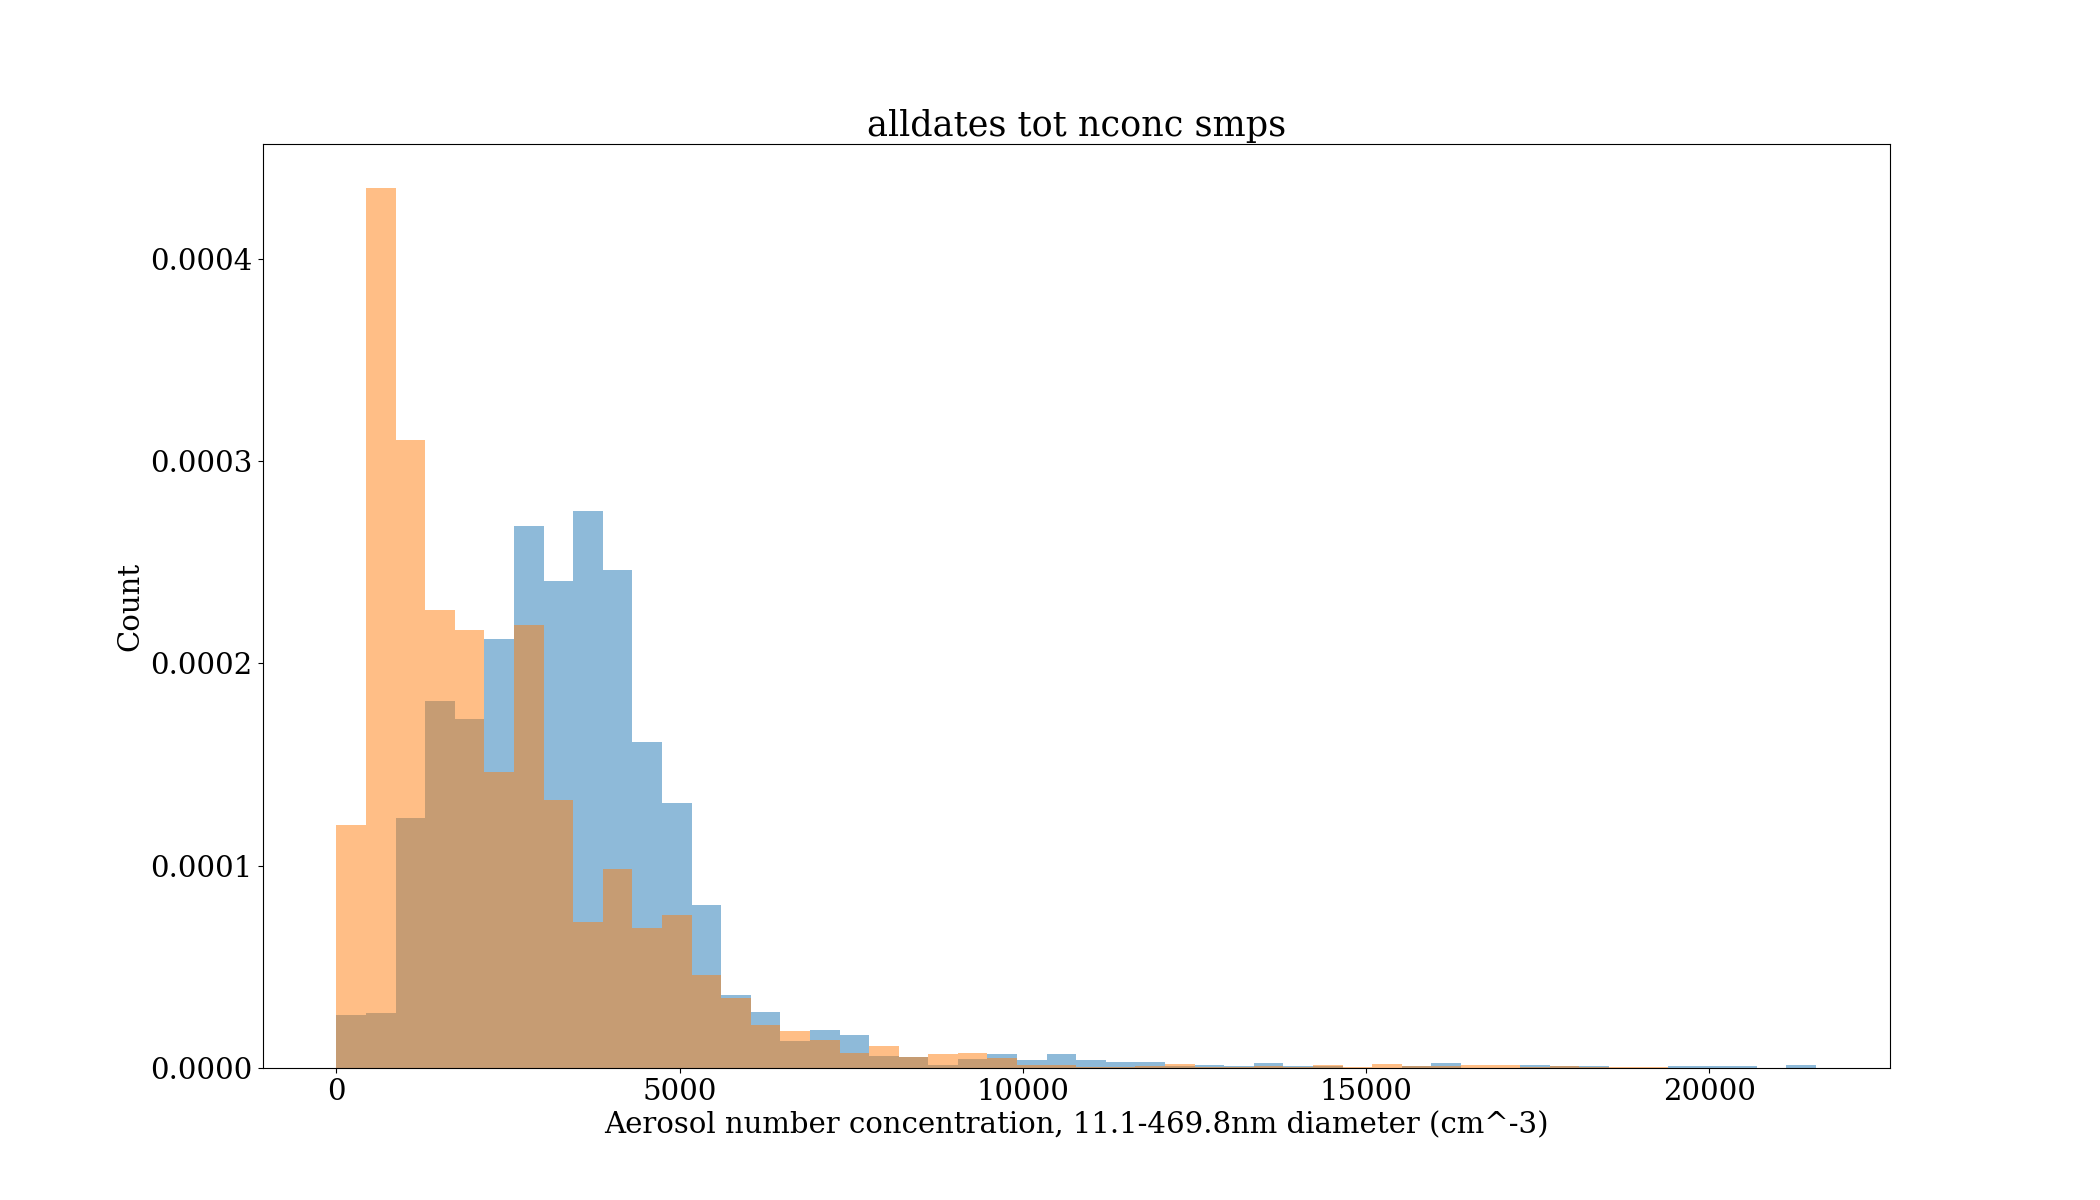 alldates tot nconc smps
0.0004
0.0003
0.0002
0.0001
0.0000
Count
0 5000 10000 15000 20000
Aerosol number concentration, 11.1-469.8nm diameter (cm^-3)